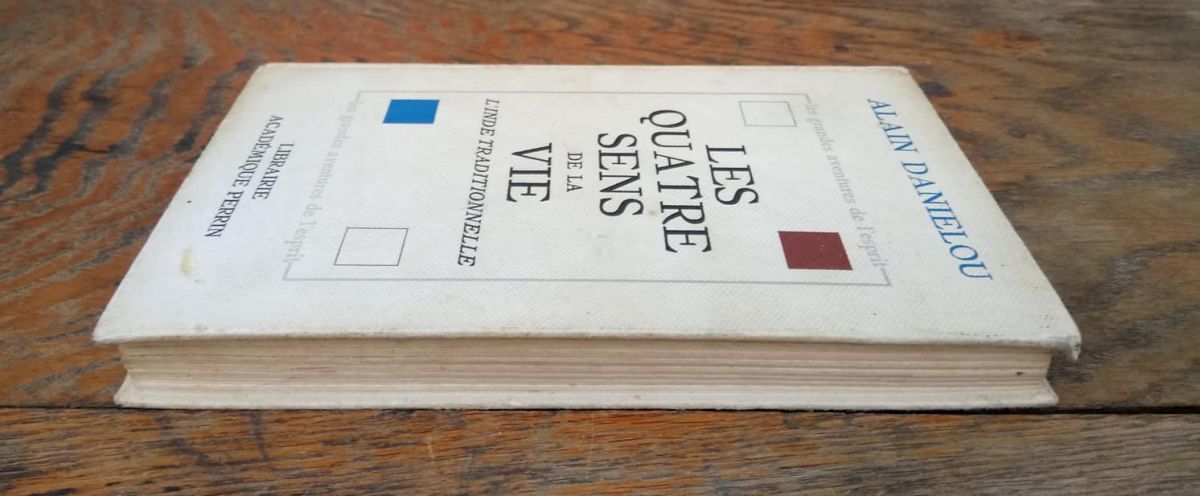 ALAIN DANIELOU
les grandes aventures de l'esprit
LES
QUATRE
SENS
DE LA
VIE
L'INDE TRADITIONNELLE
les grandes aventures de l'esprit
LIBRAIRIE
ACADÉMIQUE PERRIN